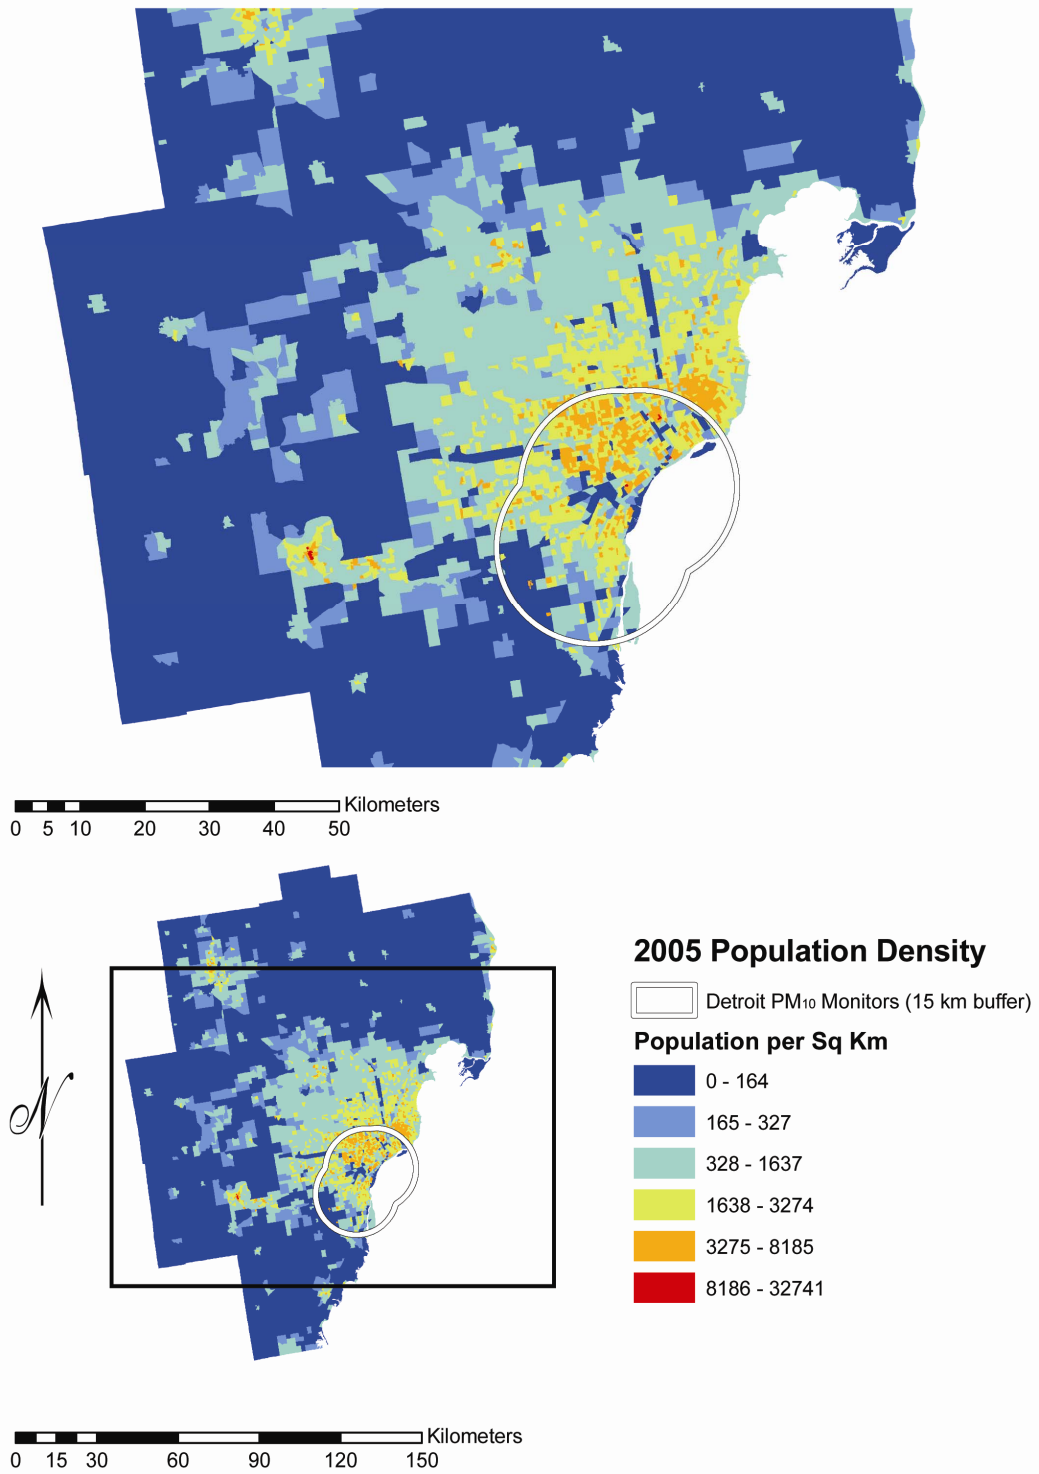 Kilometers
0 5 10 20 30 40 50
2005 Population Density
Detroit PM10 Monitors (15 km buffer)
Population per Sq Km
0 - 164
165 - 327
328 - 1637
1638 - 3274
3275 - 8185
8186 - 32741
N
Kilometers
0 15 30 60 90 120 150